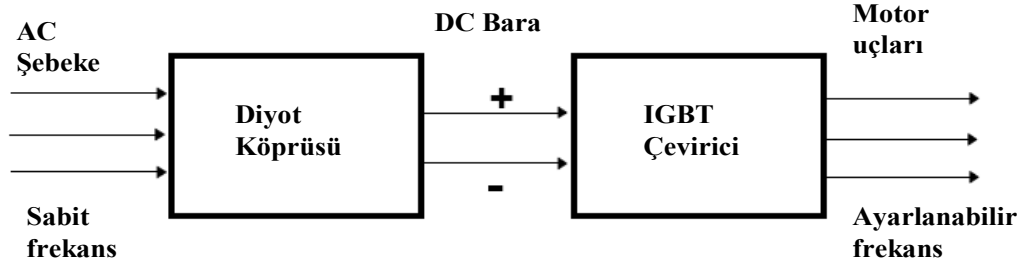 AC
Şebeke
Sabit
frekans
Diyot
Köprüsü
DC Bara
+
-
IGBT
Çevirici
Motor
uçları
Ayarlanabilir
frekans